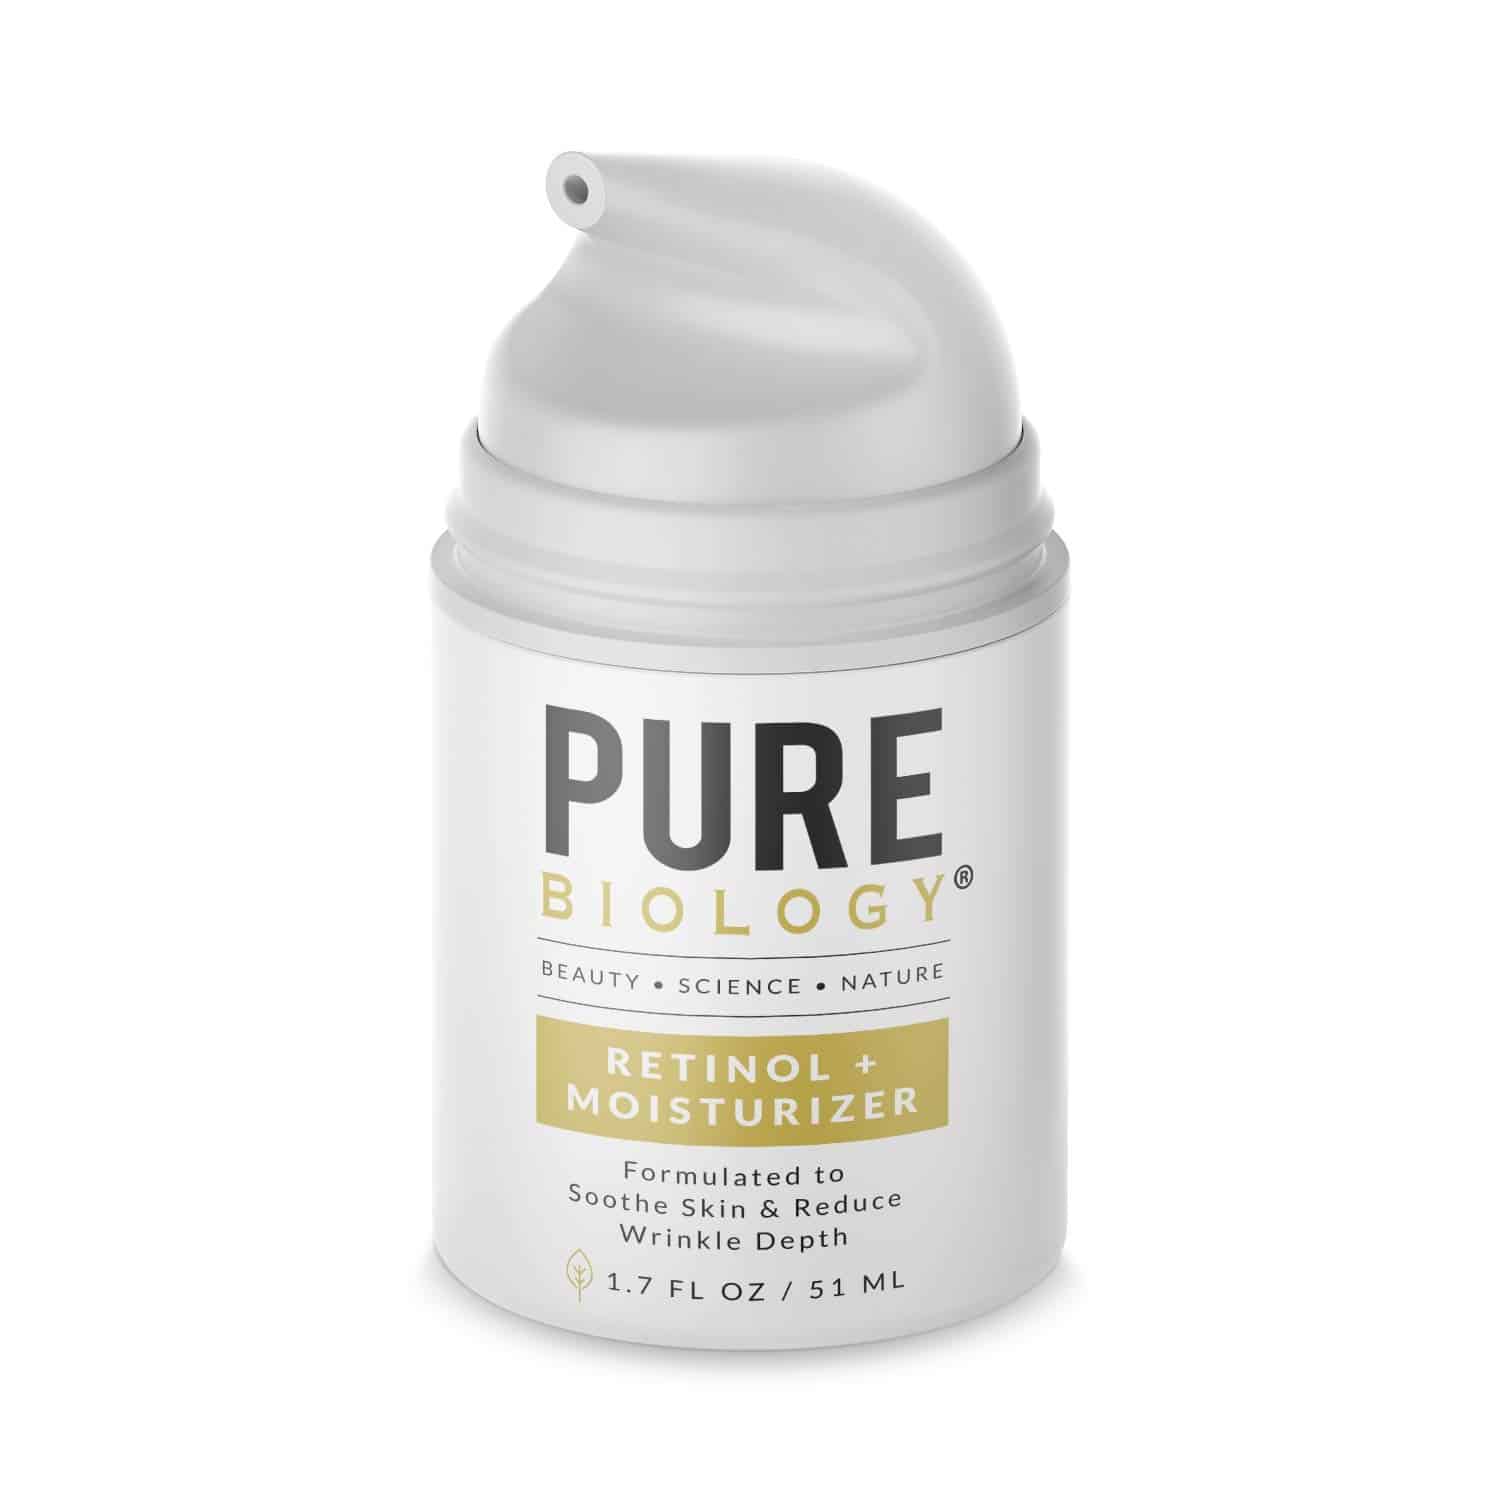 PURE
BIOLOGY®
BEAUTY • SCIENCE • NATURE
RETINOL +
MOISTURIZER
Formulated to
Soothe Skin & Reduce
Wrinkle Depth
1.7 FL OZ / 51 ML